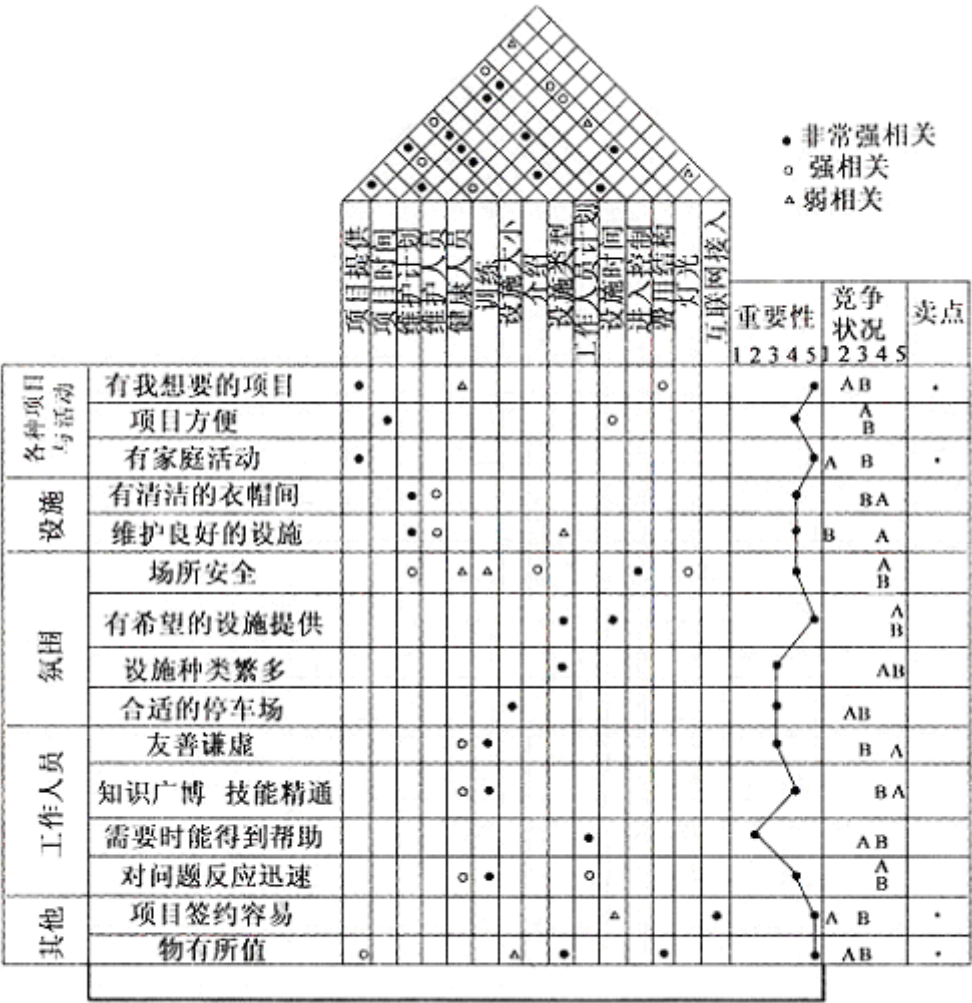 非常强相关
强相关
弱相关
项目提供
项目时间
维护计划
维护人员
健康人员
训练
设施大小
介绍
设施类型
工作人员计划
设施时间
进入控制
费用结构
灯光
互联网接入
重要性
1 2 3 4 5
竞争
状况
1 2 3 4 5
卖点
各种项目
与活动
有我想要的项目
A B
项目方便
A
B
有家庭活动
A B
设施
有清洁的衣帽间
B A
维护良好的设施
B A
氛围
场所安全
A
B
有希望的设施提供
A
B
设施种类繁多
A B
合适的停车场
A B
工作人员
友善谦虚
B A
知识广博 技能精通
B A
需要时能得到帮助
A B
对问题反应迅速
A
B
其他
项目签约容易
A B
物有所值
A B